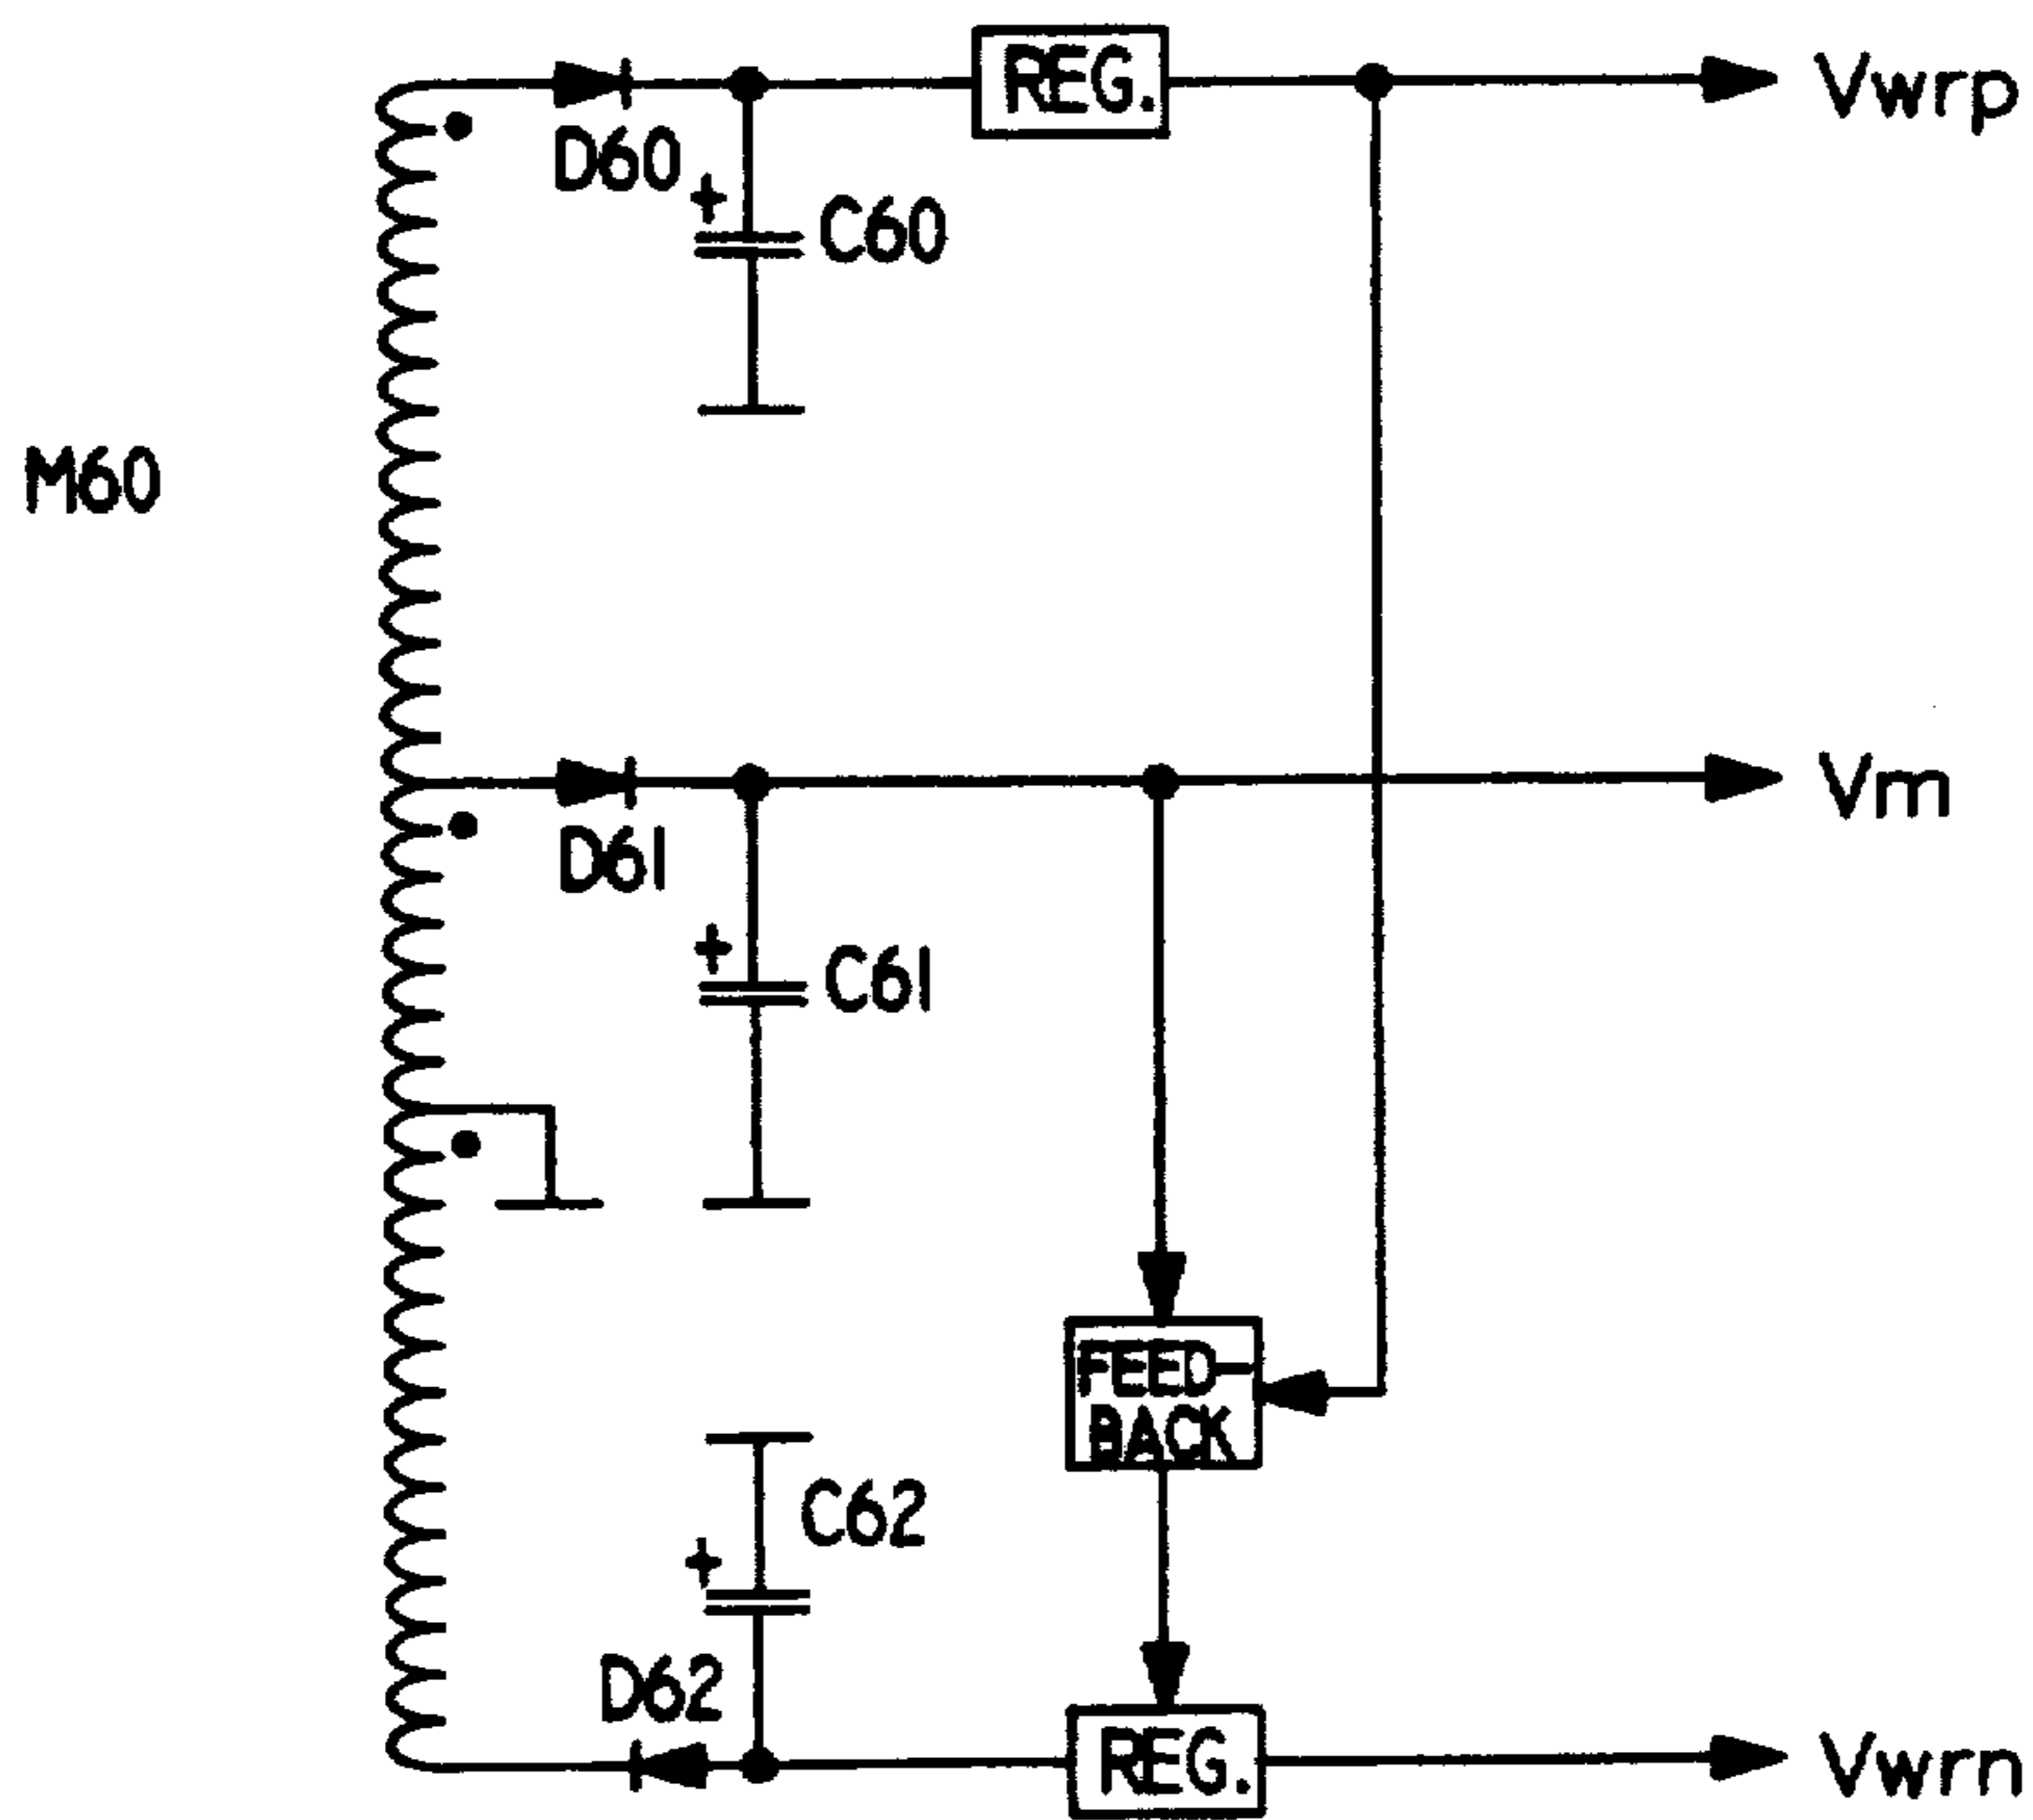 REG.
Vwrp
D60
+
C60
M60
Vm
D61
+
C61
FEED-
BACK
C62
+
D62
REG.
Vwrn